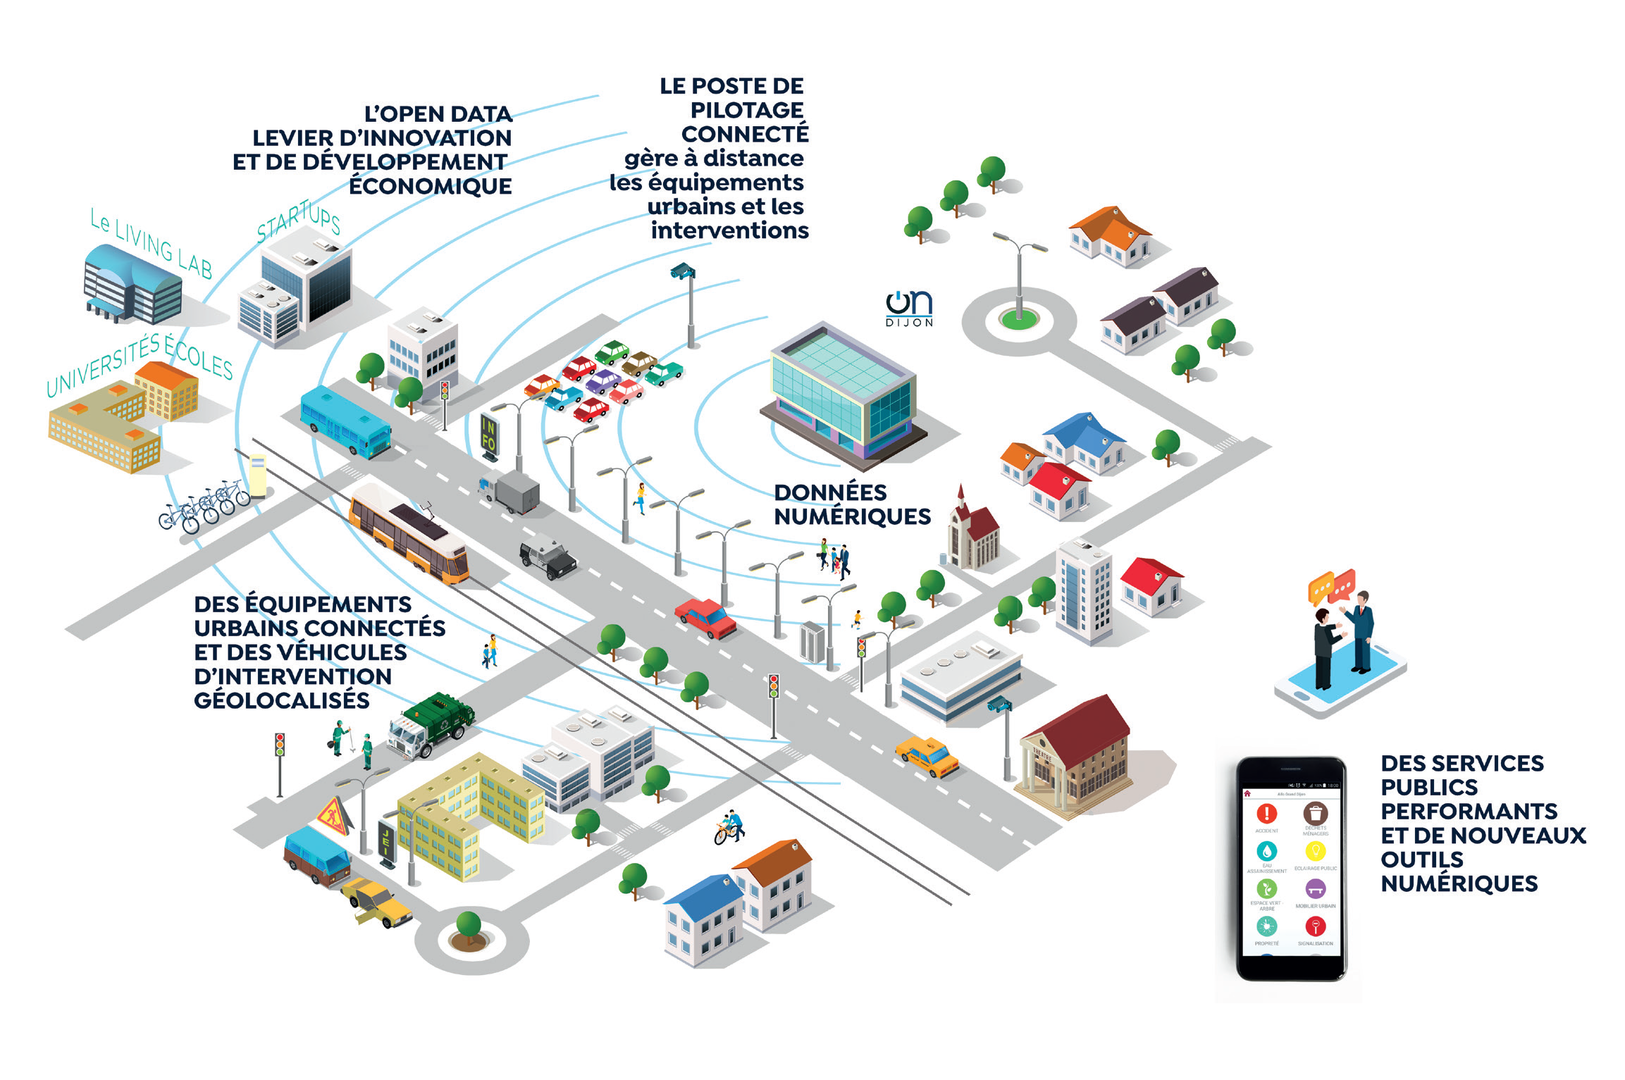 L'OPEN DATA
LEVIER D'INNOVATION
ET DE DÉVELOPPEMENT
ÉCONOMIQUE
LE POSTE DE
PILOTAGE
CONNECTÉ
gère à distance
les équipements
urbains et les
interventions
Le LIVING LAB
STARTUPS
UNIVERSITÉS ÉCOLES
on
DIJON
INFO
DONNÉES
NUMÉRIQUES
DES ÉQUIPEMENTS
URBAINS CONNECTÉS
ET DES VÉHICULES
D'INTERVENTION
GÉOLOCALISÉS
JEI
DES SERVICES
PUBLICS
PERFORMANTS
ET DE NOUVEAUX
OUTILS
NUMÉRIQUES
ACCIDENT
DÉCHETS
MÉNAGERS
EAU
ASSAINISSEMENT
ECLAIRAGE PUBLIC
ESPACE VERT -
ARBRE
MOBILIER URBAIN
PROPRETÉ
SIGNALISATION